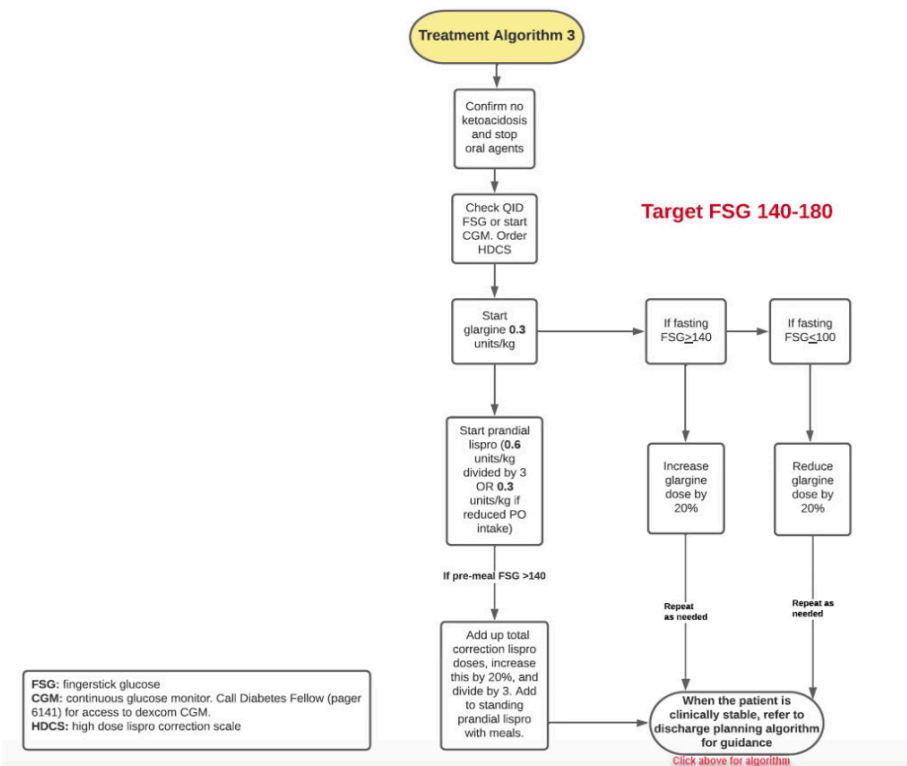 Treatment Algorithm 3
Confirm no
ketoacidosis
and stop
oral agents
Check QID
FSG or start
CGM. Order
HDCS
Target FSG 140-180
Start
glargine 0.3
units/kg
If fasting
FSG≥140
If fasting
FSG≤100
Start prandial
lispro (0.6
units/kg
divided by 3
OR 0.3
units/kg if
reduced PO
intake)
Increase
glargine
dose by
20%
Reduce
glargine
dose by
20%
If pre-meal FSG >140
Repeat
as needed
Repeat as
needed
Add up total
correction lispro
doses, increase
this by 20%, and
divide by 3. Add
to standing
prandial lispro
with meals.
FSG: fingerstick glucose
CGM: continuous glucose monitor. Call Diabetes Fellow (pager
6141) for access to dexcom CGM.
HDCS: high dose lispro correction scale
When the patient is
clinically stable, refer to
discharge planning algorithm
for guidance
Click above for algorithm